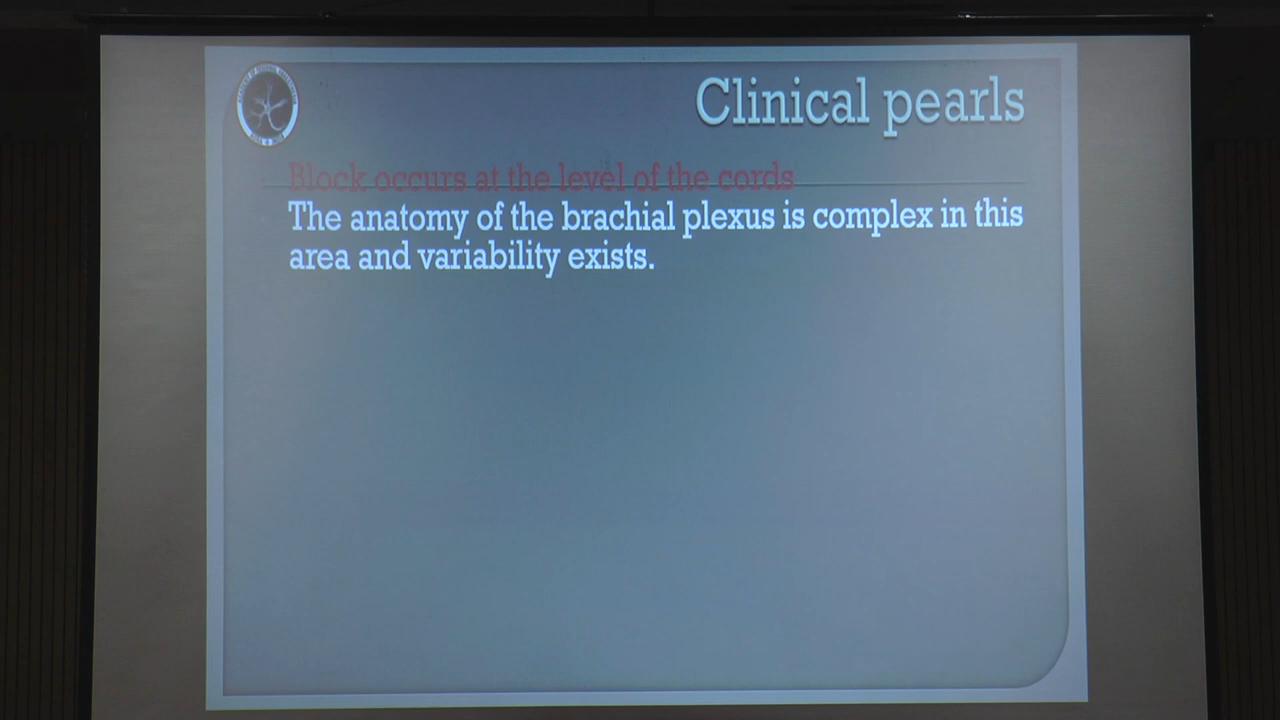 Clinical pearls
Block occurs at the level of the cords
The anatomy of the brachial plexus is complex in this
area and variability exists.